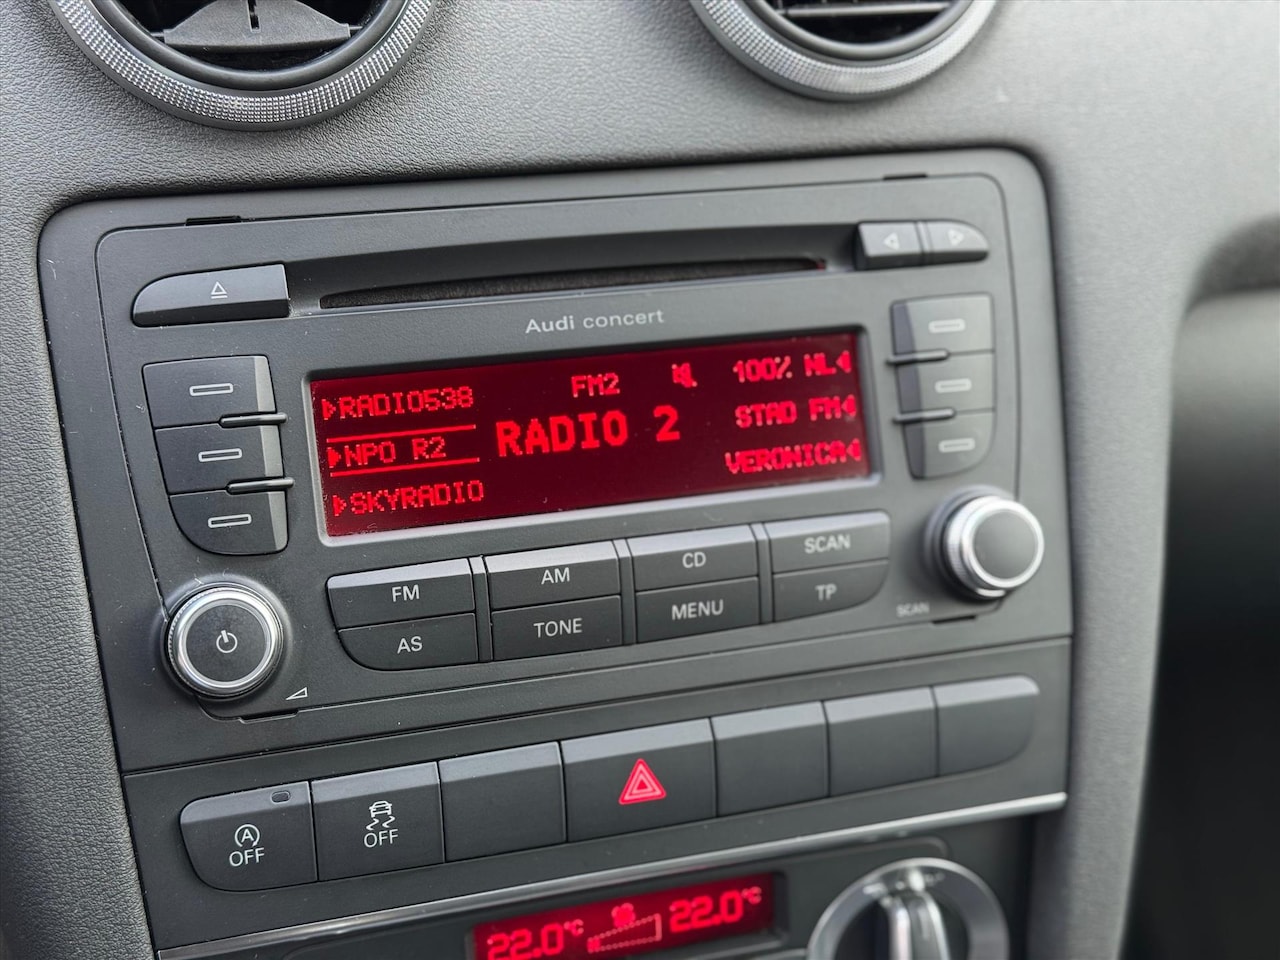 Audi concert
RADIO538 FM2 100% NL
NPO R2 RADIO 2 STAD FM
SKYRADIO VERONICA
FM AM CD SCAN
AS TONE MENU TP
SCAN
OFF OFF
22.0°C 22.0°C